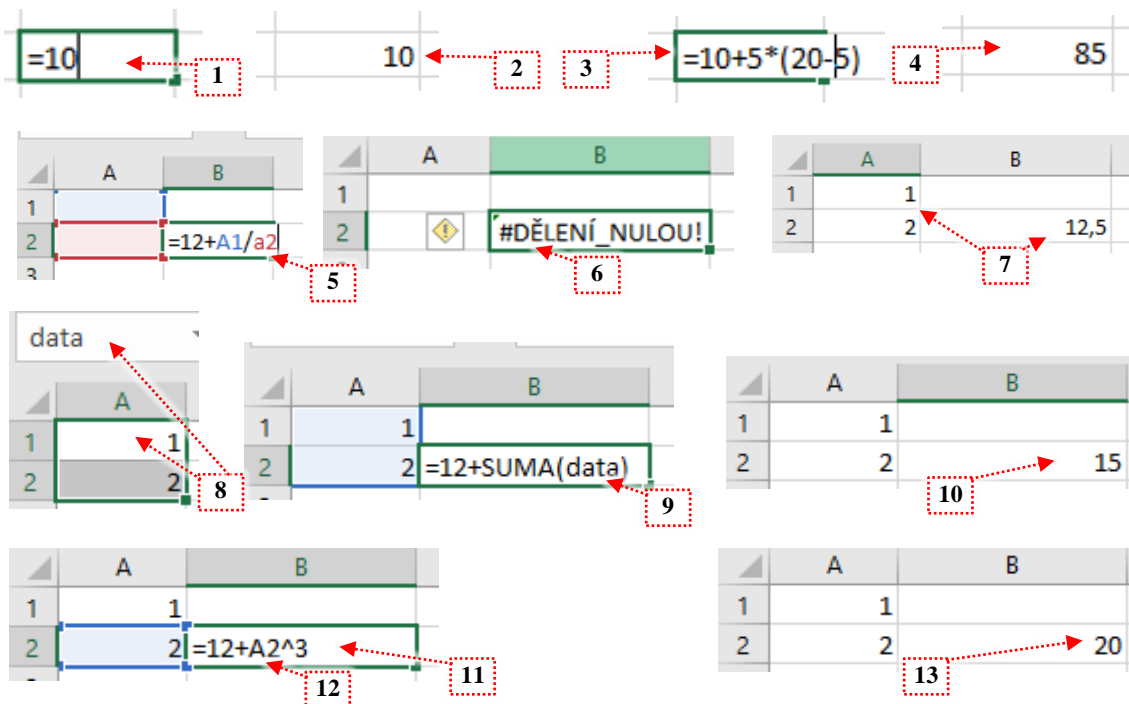 =10
1
10
2
3
=10+5*(20-5)
4
85
A B
1
2 =12+A1/a2
3
5
A B
1
2 #DĚLENÍ_NULOU!
6
A B
1 1
2 2 12,5
7
data
A
1 1
2 2
8
A B
1 1
2 2 =12+SUMA(data)
9
A B
1 1
2 2 15
10
A B
1 1
2 2 =12+A2^3
12
11
A B
1 1
2 2 20
13